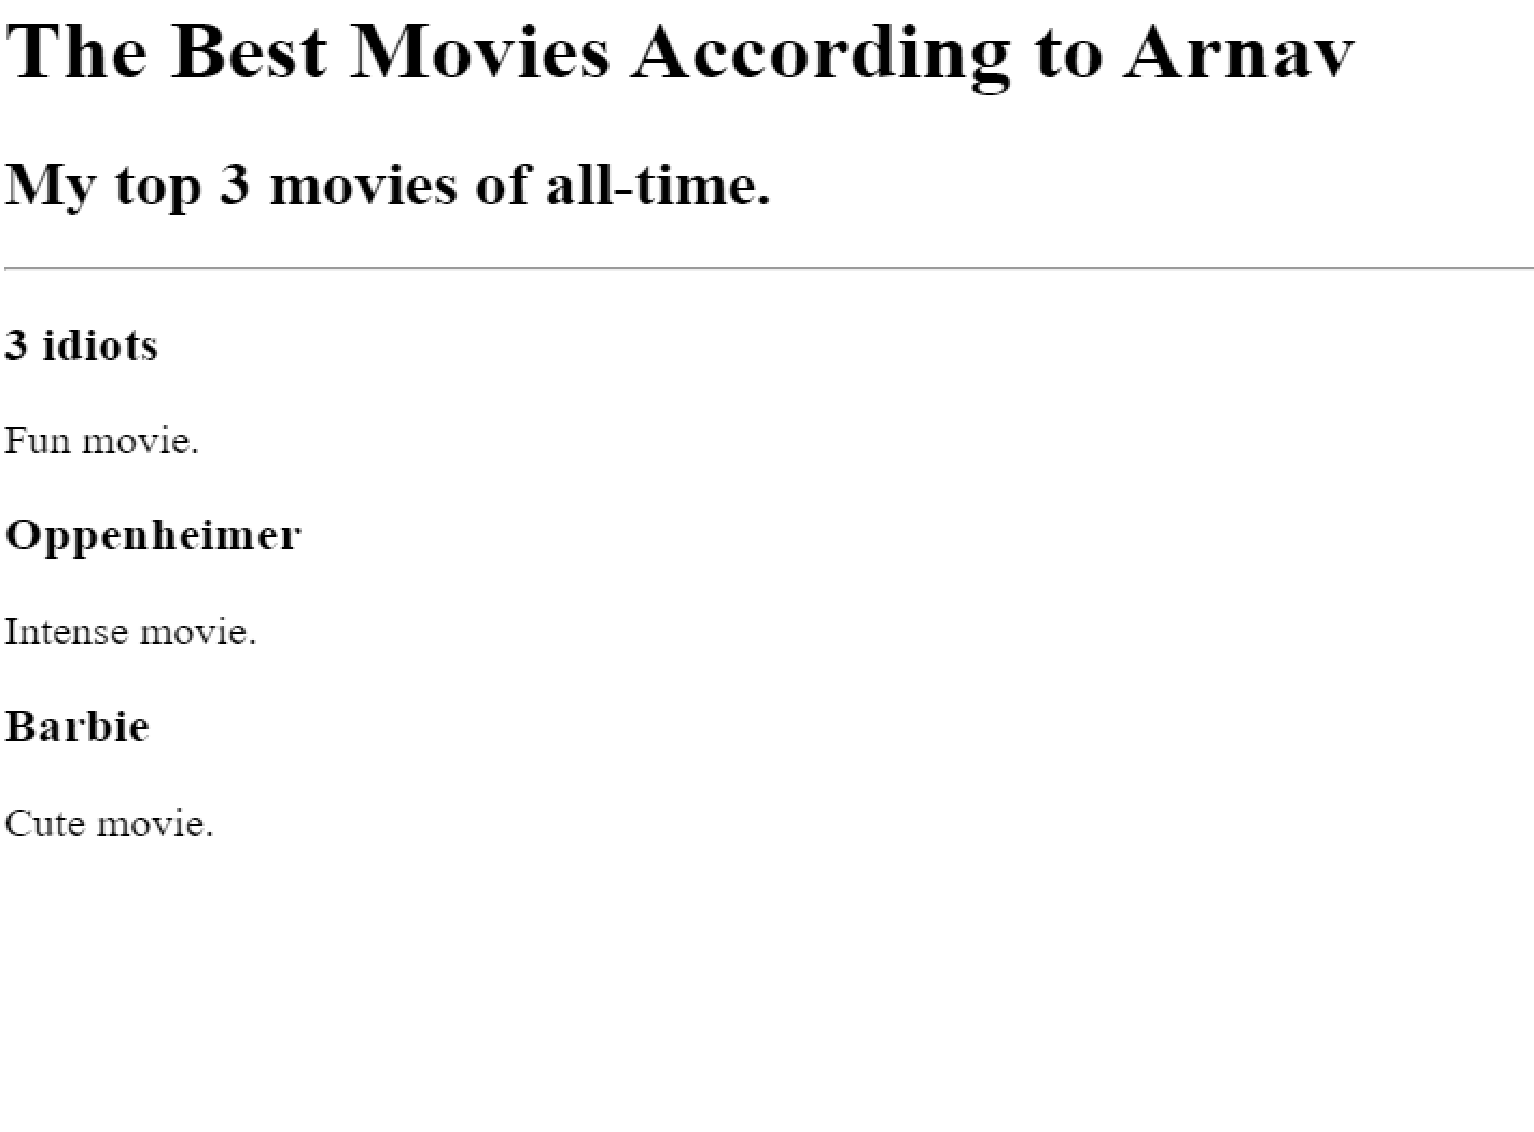 The Best Movies According to Arnav
My top 3 movies of all-time.
3 idiots
Fun movie.
Oppenheimer
Intense movie.
Barbie
Cute movie.